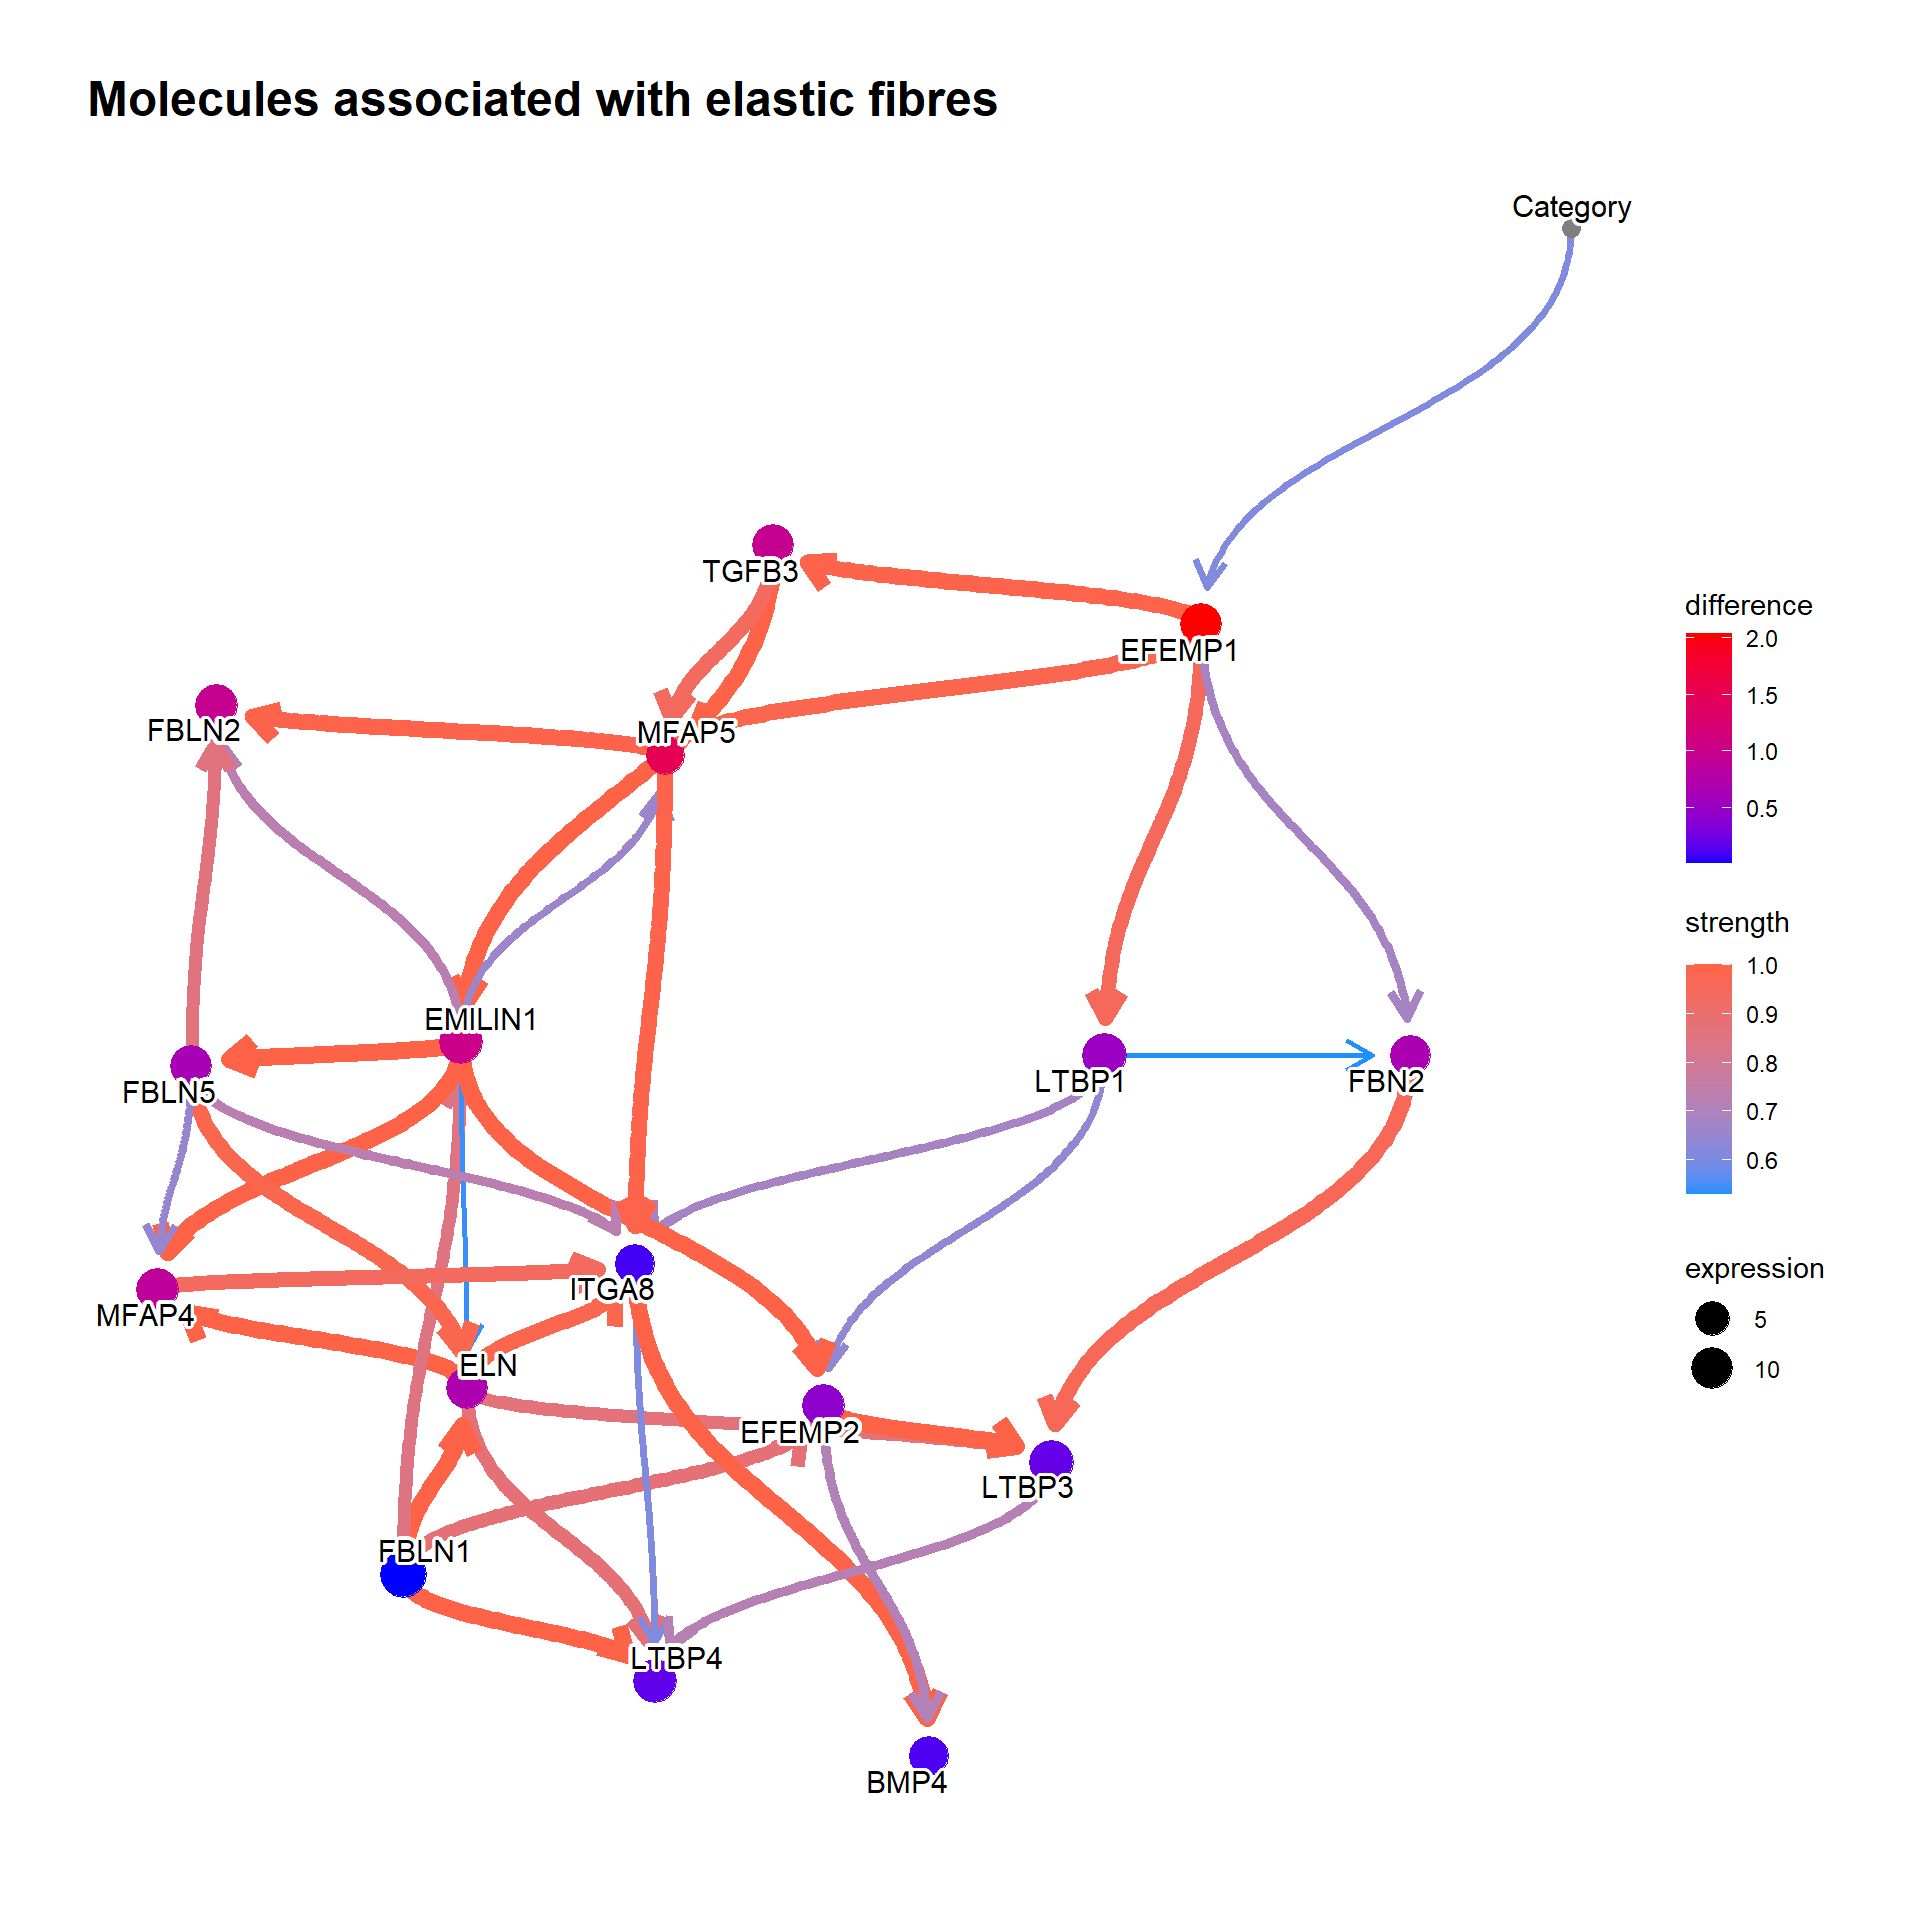 Molecules associated with elastic fibres
Category
TGFB3
EFEMP1
FBLN2
MFAP5
EMILIN1
FBLN5
LTBP1
FBN2
MFAP4
ITGA8
ELN
EFEMP2
LTBP3
FBLN1
LTBP4
BMP4
difference
2.0
1.5
1.0
0.5
strength
1.0
0.9
0.8
0.7
0.6
expression
5
10